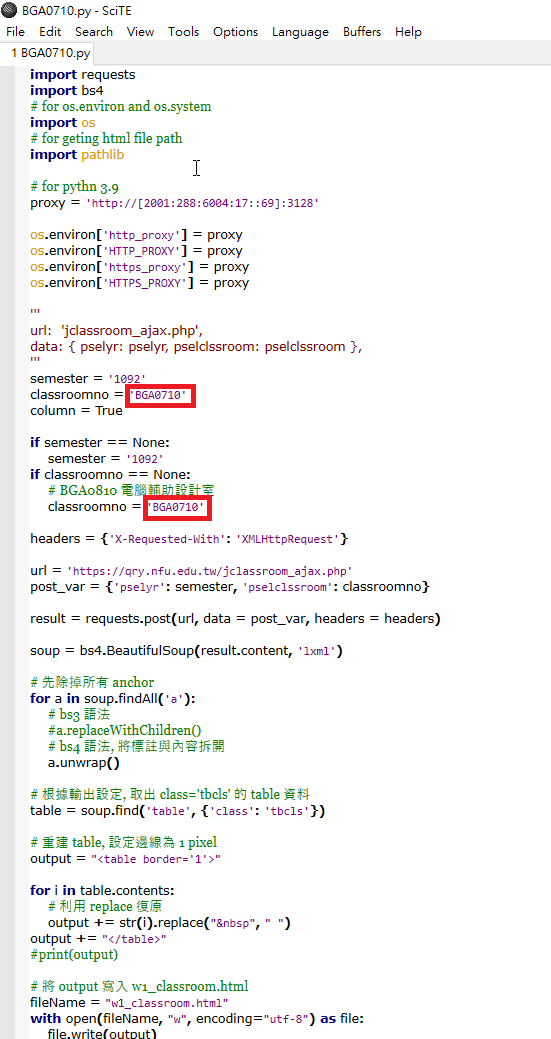 BGA0710.py - SciTE
File Edit Search View Tools Options Language Buffers Help
1 BGA0710.py
import requests
import bs4
# for os.environ and os.system
import os
# for geting html file path
import pathlib
# for pythn 3.9
proxy = 'http://[2001:288:6004:17::69]:3128'
os.environ['http_proxy'] = proxy
os.environ['HTTP_PROXY'] = proxy
os.environ['https_proxy'] = proxy
os.environ['HTTPS_PROXY'] = proxy
'''
url: 'jclassroom_ajax.php',
data: { pselyr: pselyr, pselclssroom: pselclssroom },
'''
semester = '1092'
classroomno = 'BGA0710'
column = True
if semester == None:
semester = '1092'
if classroomno == None:
# BGA0810 電腦輔助設計室
classroomno = 'BGA0710'
headers = {'X-Requested-With': 'XMLHttpRequest'}
url = 'https://qry.nfu.edu.tw/jclassroom_ajax.php'
post_var = {'pselyr': semester, 'pselclssroom': classroomno}
result = requests.post(url, data = post_var, headers = headers)
soup = bs4.BeautifulSoup(result.content, 'lxml')
# 先除掉所有 anchor
for a in soup.findAll('a'):
# bs3 語法
#a.replaceWithChildren()
# bs4 語法, 將標註與內容拆開
a.unwrap()
# 根據輸出設定, 取出 class='tbcls' 的 table 資料
table = soup.find('table', {'class': 'tbcls'})
# 重建 table, 設定邊線為 1 pixel
output = "<table border='1'>"
for i in table.contents:
# 利用 replace 復原
output += str(i).replace("&nbsp", " ")
output += "</table>"
#print(output)
# 將 output 寫入 w1_classroom.html
fileName = "w1_classroom.html"
with open(fileName, "w", encoding="utf-8") as file:
file.write(output)